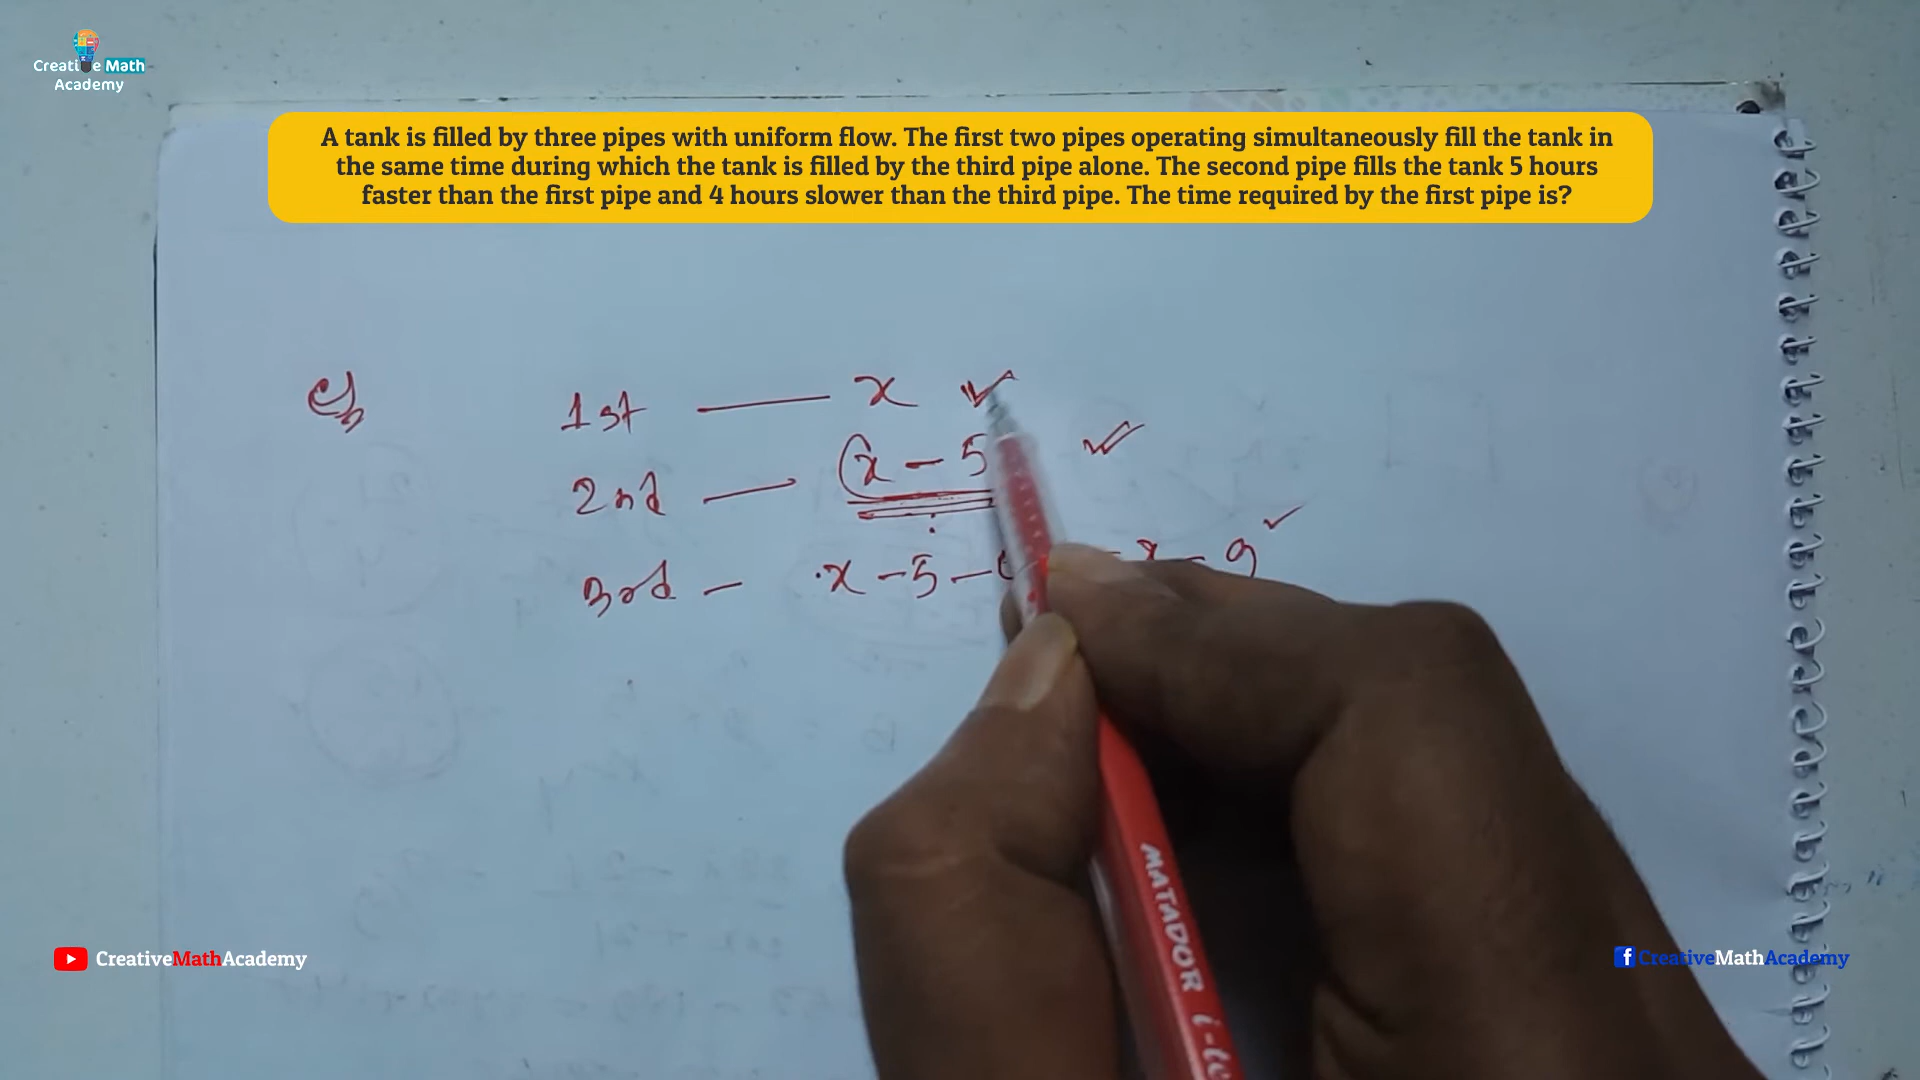 Creative Math
Academy
A tank is filled by three pipes with uniform flow. The first two pipes operating simultaneously fill the tank in
the same time during which the tank is filled by the third pipe alone. The second pipe fills the tank 5 hours
faster than the first pipe and 4 hours slower than the third pipe. The time required by the first pipe is?
1st — x ✓
2nd — (x - 5 ✓
3rd - x - 5 - x - 9 ✓
MATADOR i-te
CreativeMathAcademy
CreativeMathAcademy